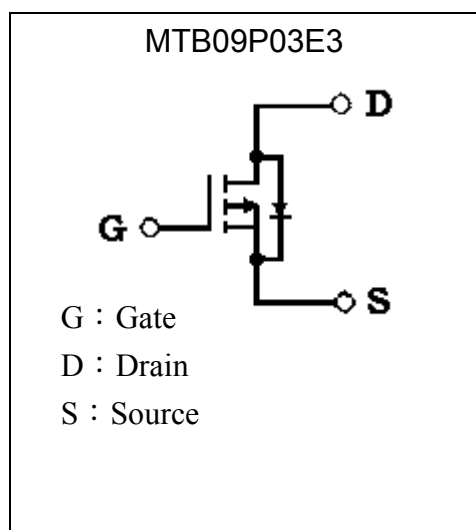 MTB09P03E3
D
G
S
G：Gate
D：Drain
S：Source